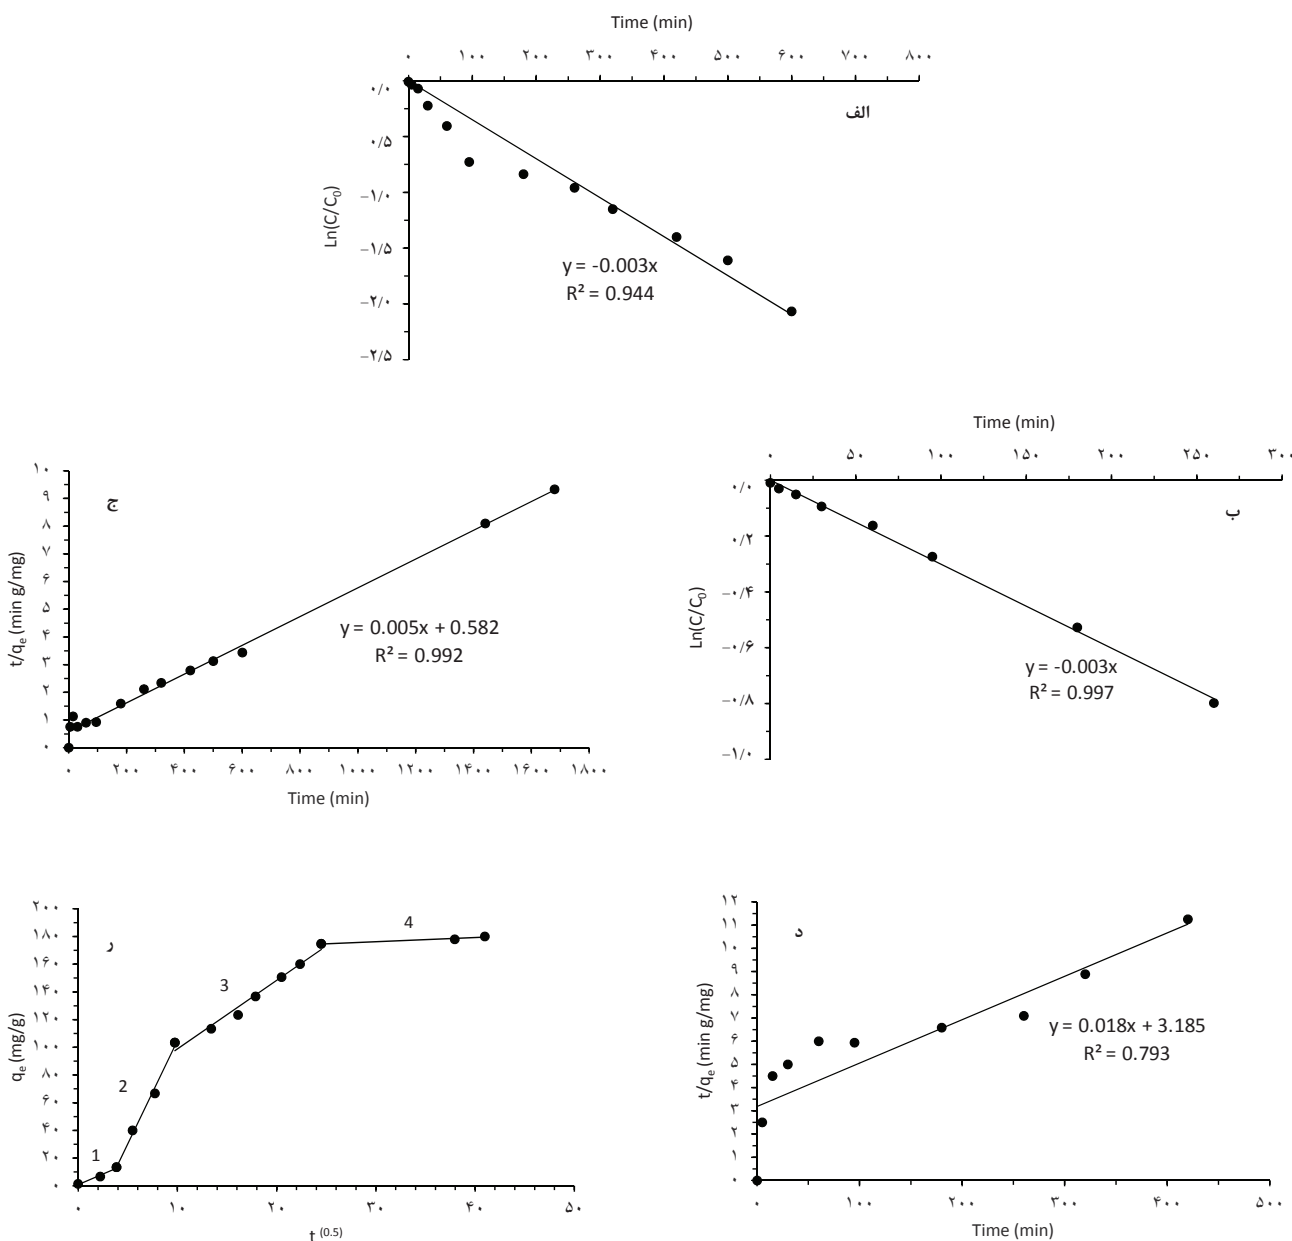 Time (min)
۰ ۱۰۰ ۲۰۰ ۳۰۰ ۴۰۰ ۵۰۰ ۶۰۰ ۷۰۰ ۸۰۰
الف
Ln(C/C₀)
۰/۰
۰/۵
−۱/۰
−۱/۵
−۲/۰
−۲/۵
y = -0.003x
R² = 0.944
Time (min)
۰ ۵۰ ۱۰۰ ۱۵۰ ۲۰۰ ۲۵۰ ۳۰۰
ب
Ln(C/C₀)
۰/۰
۰/۲
−۰/۴
−۰/۶
−۰/۸
−۱/۰
y = -0.003x
R² = 0.997
ج
t/qₑ (min g/mg)
۱۰
۹
۸
۷
۶
۵
۴
۳
۲
۱
۰
y = 0.005x + 0.582
R² = 0.992
۰ ۲۰۰ ۴۰۰ ۶۰۰ ۸۰۰ ۱۰۰۰ ۱۲۰۰ ۱۴۰۰ ۱۶۰۰ ۱۸۰۰
Time (min)
د
t/qₑ (min g/mg)
۱۲
۱۱
۱۰
۹
۸
۷
۶
۵
۴
۳
۲
۱
۰
y = 0.018x + 3.185
R² = 0.793
۰ ۱۰۰ ۲۰۰ ۳۰۰ ۴۰۰ ۵۰۰
Time (min)
ر
qₑ (mg/g)
۲۰۰
۱۸۰
۱۶۰
۱۴۰
۱۲۰
۱۰۰
۸۰
۶۰
۴۰
۲۰
۰
1
2
3
4
۰ ۱۰ ۲۰ ۳۰ ۴۰ ۵۰
t (0.5)